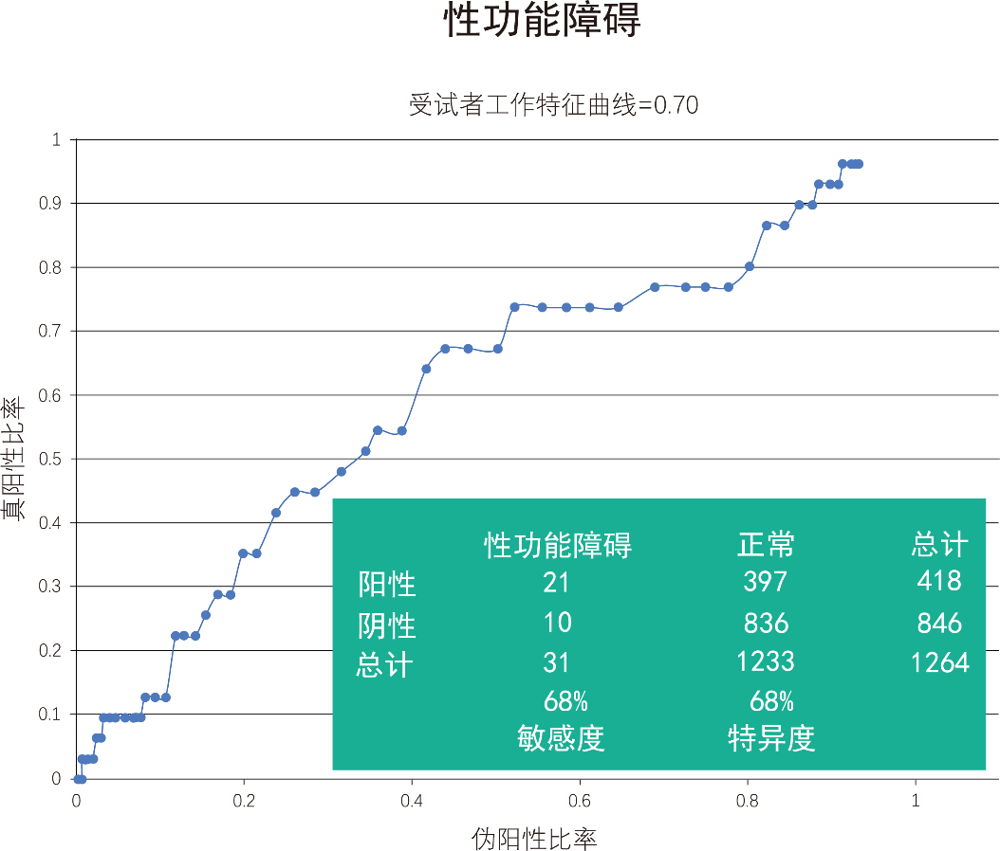 性功能障碍
受试者工作特征曲线=0.70
1
0.9
0.8
0.7
0.6
0.5
0.4
0.3
0.2
0.1
0
真阳性比率
性功能障碍 正常 总计
阳性 21 397 418
阴性 10 836 846
总计 31 1233 1264
68% 68%
敏感度 特异度
0 0.2 0.4 0.6 0.8 1
伪阳性比率